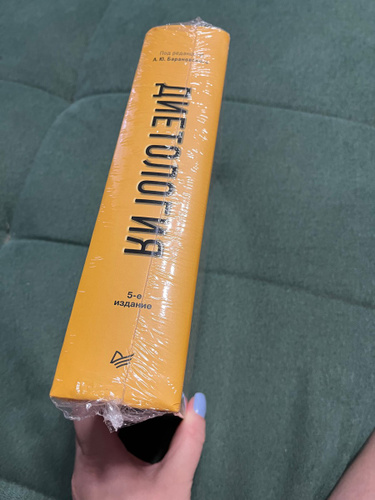 Под редакцией
А. Ю. Барановского
ДИЕТОЛОГИЯ
5-е
издание